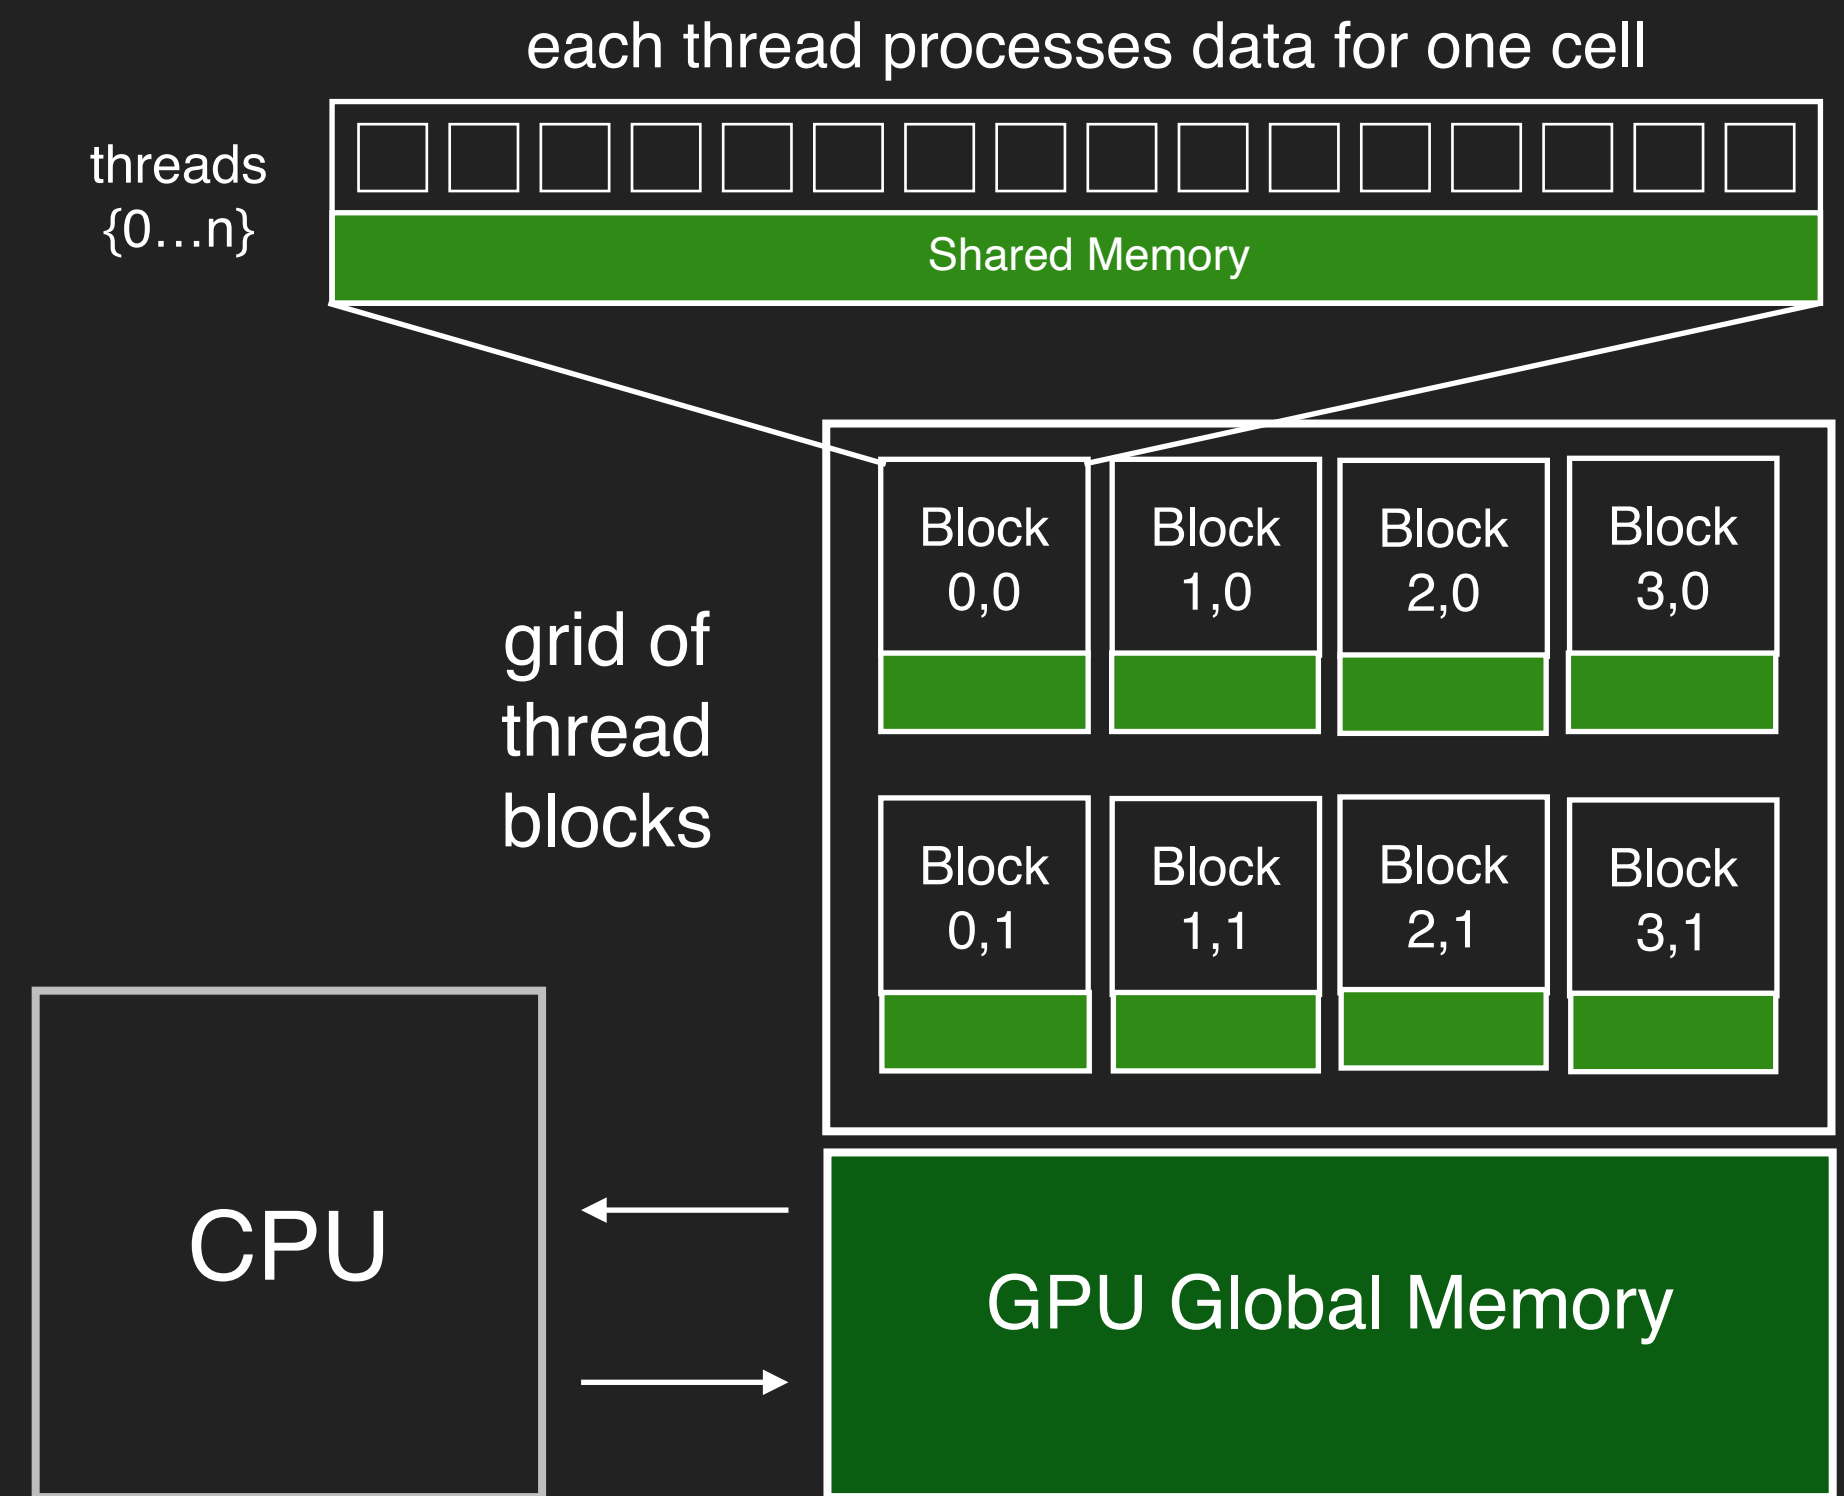 each thread processes data for one cell
threads
{0…n}
Shared Memory
Block
0,0
Block
1,0
Block
2,0
Block
3,0
grid of
thread
blocks
Block
0,1
Block
1,1
Block
2,1
Block
3,1
CPU
GPU Global Memory